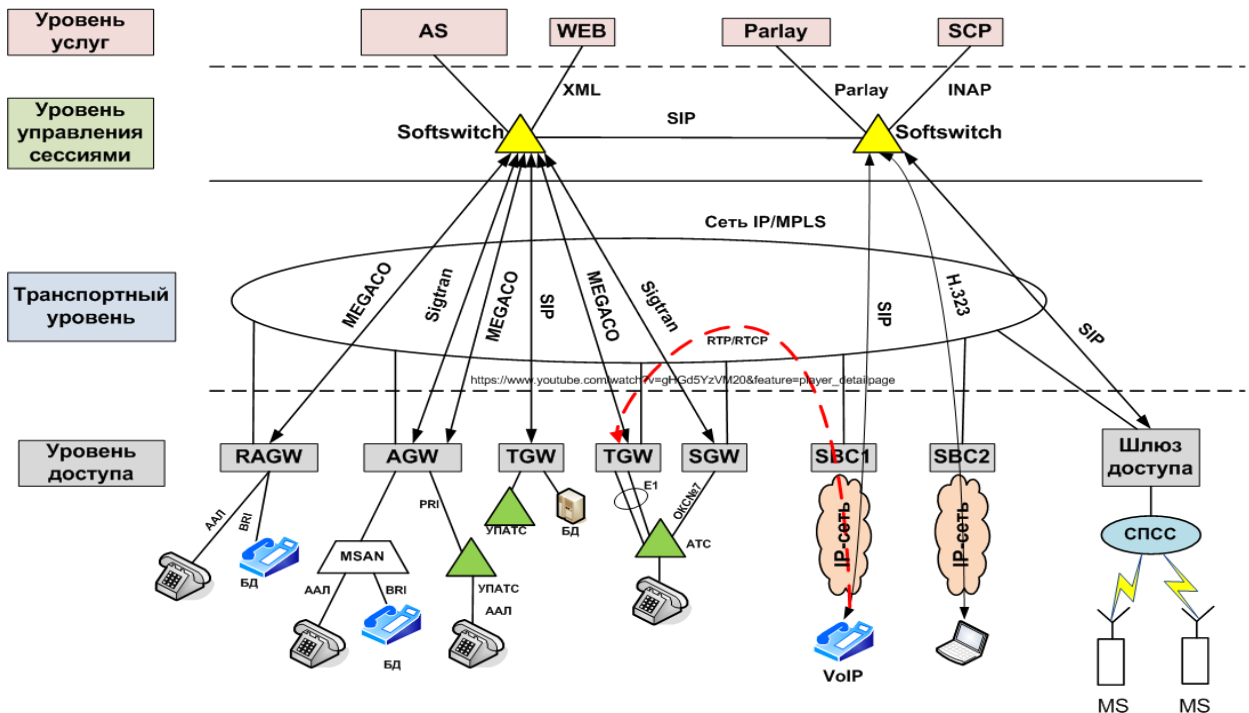 Уровень
услуг
AS
WEB
Parlay
SCP
XML
Parlay
INAP
Уровень
управления
сессиями
Softswitch
SIP
Softswitch
Сеть IP/MPLS
Транспортный
уровень
MEGACO
Sigtran
MEGACO
SIP
MEGACO
Sigtran
RTP/RTCP
SIP
H.323
SIP
https://www.youtube.com/watch?v=gHGd5YzVM20&feature=player_detailpage
Уровень
доступа
RAGW
AGW
TGW
TGW
SGW
SBC1
SBC2
Шлюз
доступа
ААЛ
BRI
PRI
E1
ОКС№7
IP-сеть
IP-сеть
УПАТС
БД
АТС
СПСС
MSAN
БД
ААЛ
BRI
УПАТС
ААЛ
БД
VoIP
MS
MS